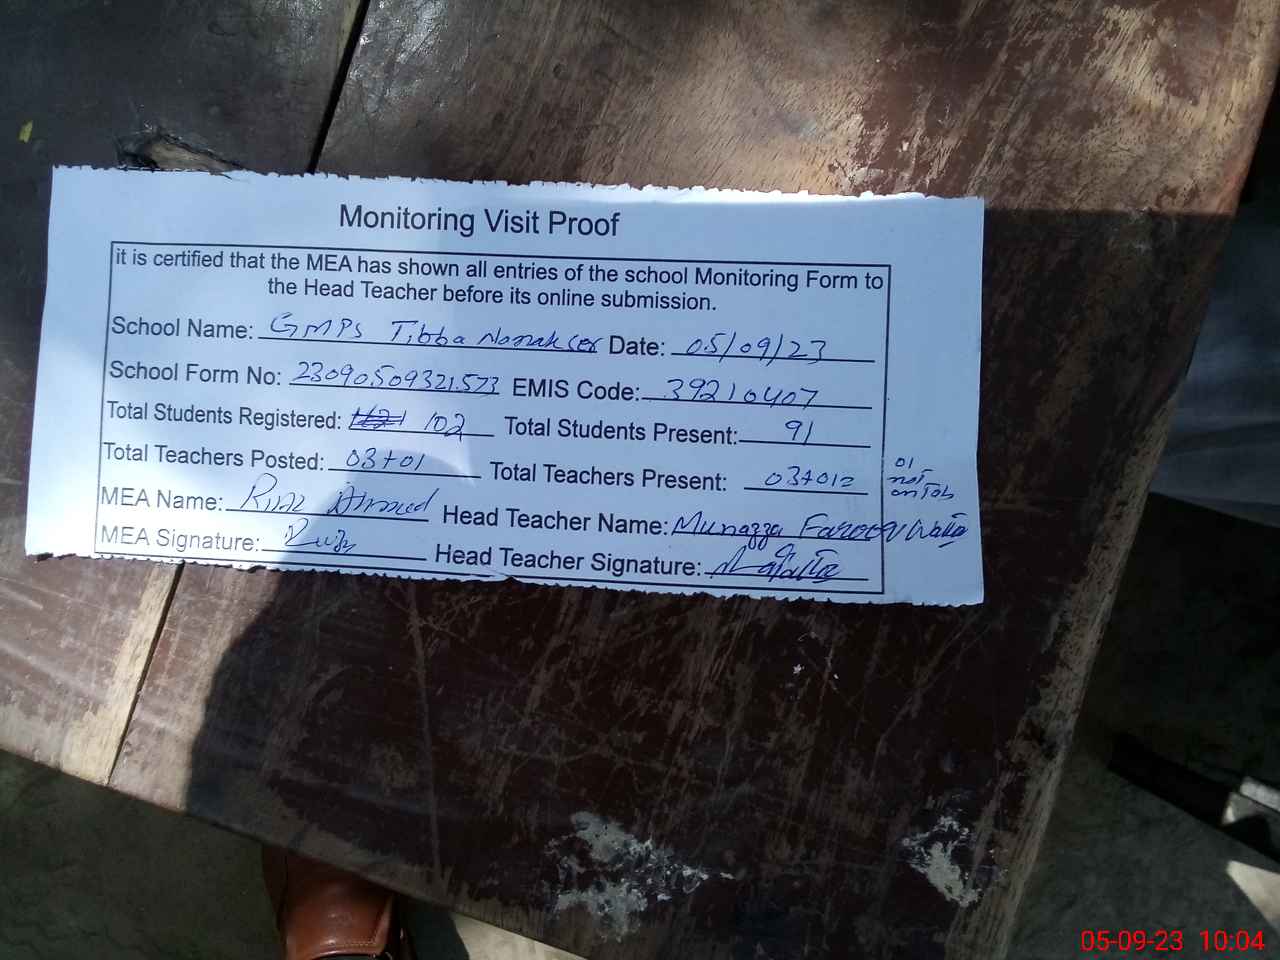 Monitoring Visit Proof
it is certified that the MEA has shown all entries of the school Monitoring Form to
the Head Teacher before its online submission.
School Name: GMPS Tibba Date: 05/09/23
School Form No: 23090509321573 EMIS Code: 39210407
Total Students Registered: 102 Total Students Present: 91
Total Teachers Posted: 03+01 Total Teachers Present: 03+012
01
not
on Job
MEA Name: Riaz Ahmed Head Teacher Name: Munazza Farooq
MEA Signature: Head Teacher Signature:
05-09-23 10:04